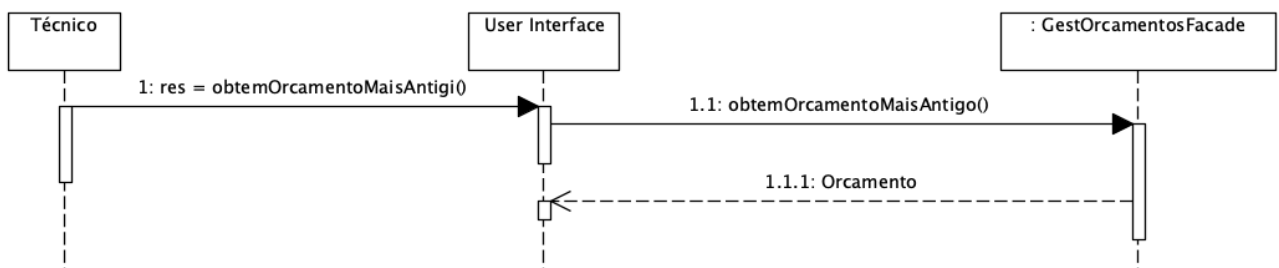 Técnico
User Interface
: GestOrcamentosFacade
1: res = obtemOrcamentoMaisAntigi()
1.1: obtemOrcamentoMaisAntigo()
1.1.1: Orcamento